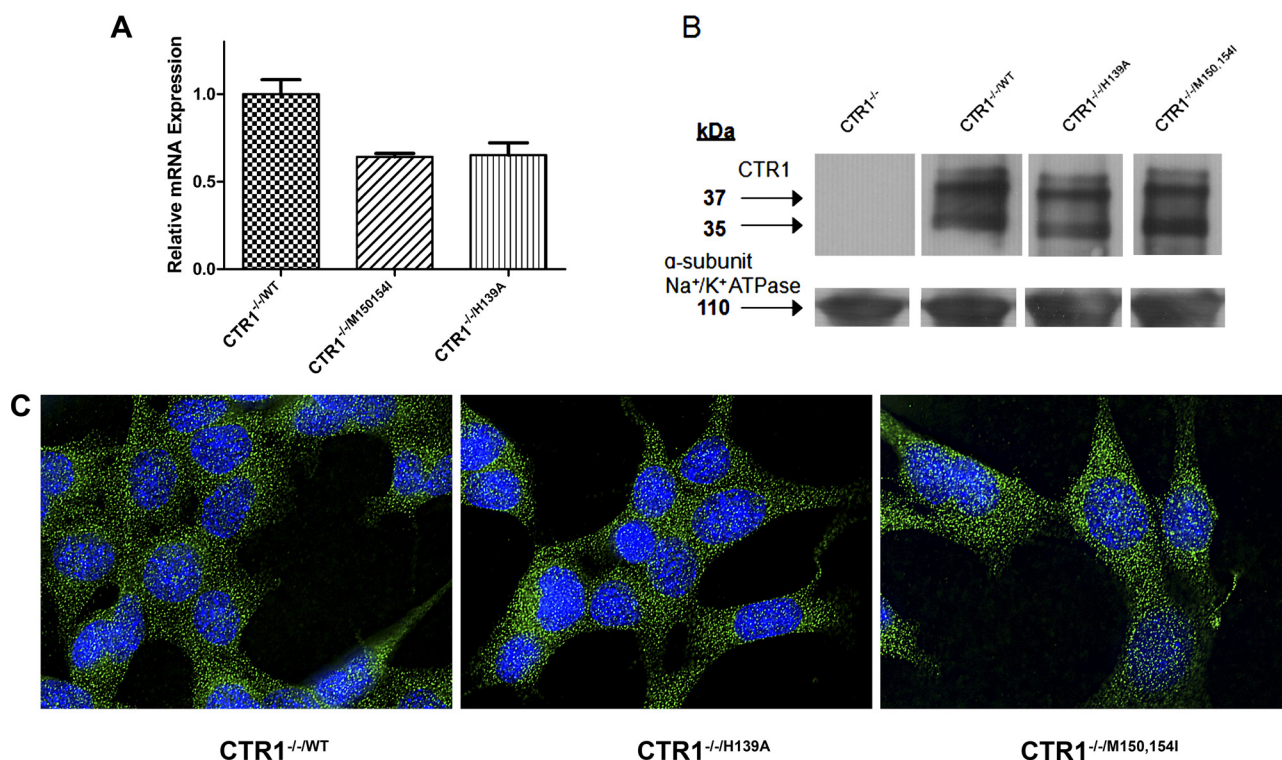 A
Relative mRNA Expression
1.0
0.5
0.0
CTR1-/-/WT
CTR1-/-/M150154I
CTR1-/-/H139A
B
CTR1-/-
CTR1-/-/WT
CTR1-/-/H139A
CTR1-/-/M150.154I
kDa
CTR1
37
35
α-subunit
Na+/K+ATPase
110
C
CTR1-/-/WT
CTR1-/-/H139A
CTR1-/-/M150,154I